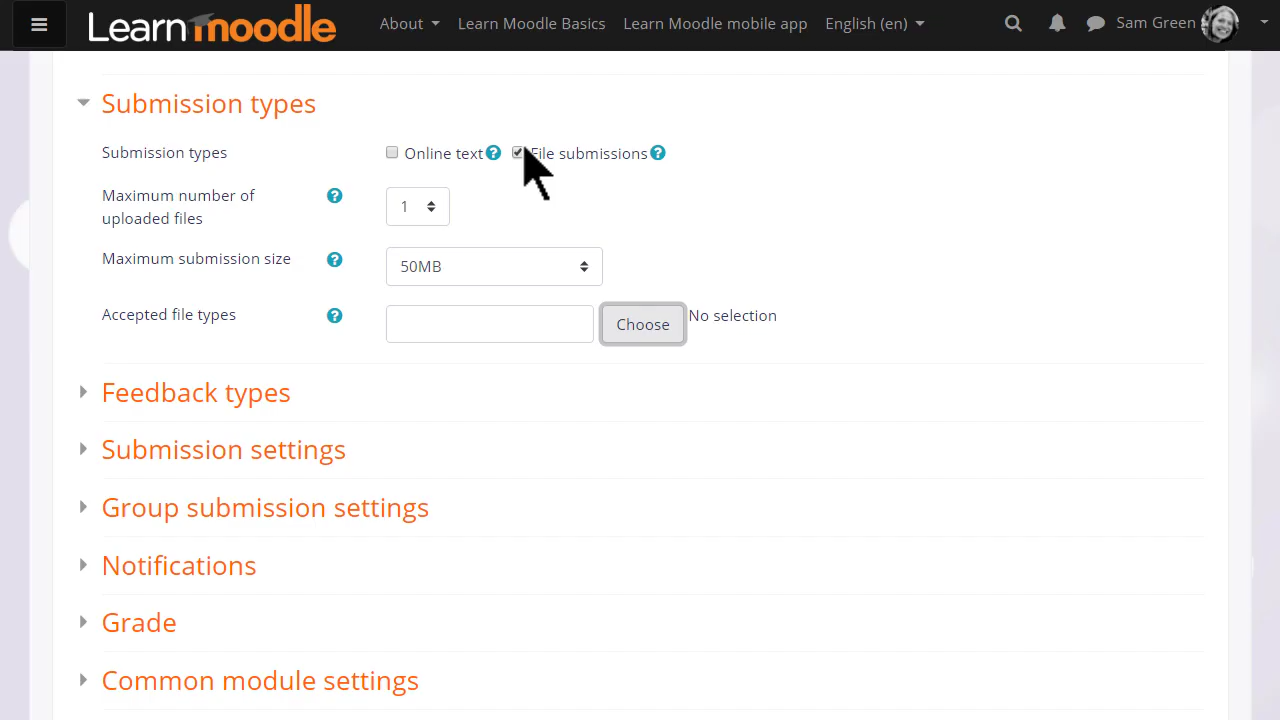 Learn moodle About Learn Moodle Basics Learn Moodle mobile app English (en) Sam Green
Submission types
Submission types Online text ? File submissions ?
Maximum number of uploaded files ? 1
Maximum submission size ? 50MB
Accepted file types ? Choose No selection
Feedback types
Submission settings
Group submission settings
Notifications
Grade
Common module settings